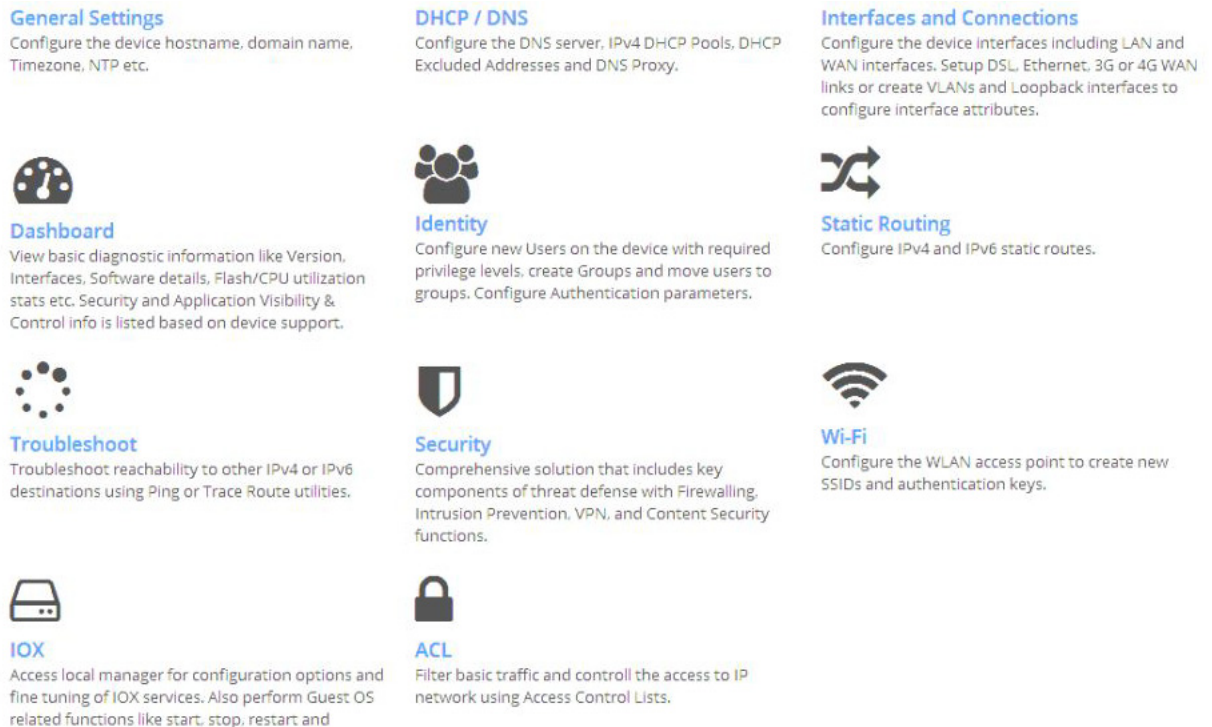 General Settings
Configure the device hostname, domain name,
Timezone, NTP etc.
DHCP / DNS
Configure the DNS server, IPv4 DHCP Pools, DHCP
Excluded Addresses and DNS Proxy.
Interfaces and Connections
Configure the device interfaces including LAN and
WAN interfaces. Setup DSL, Ethernet, 3G or 4G WAN
links or create VLANs and Loopback interfaces to
configure interface attributes.
Dashboard
View basic diagnostic information like Version,
Interfaces, Software details, Flash/CPU utilization
stats etc. Security and Application Visibility &
Control info is listed based on device support.
Identity
Configure new Users on the device with required
privilege levels, create Groups and move users to
groups. Configure Authentication parameters.
Static Routing
Configure IPv4 and IPv6 static routes.
Troubleshoot
Troubleshoot reachability to other IPv4 or IPv6
destinations using Ping or Trace Route utilities.
Security
Comprehensive solution that includes key
components of threat defense with Firewalling,
Intrusion Prevention, VPN, and Content Security
functions.
Wi-Fi
Configure the WLAN access point to create new
SSIDs and authentication keys.
IOX
Access local manager for configuration options and
fine tuning of IOX services. Also perform Guest OS
related functions like start, stop, restart and
ACL
Filter basic traffic and controll the access to IP
network using Access Control Lists.